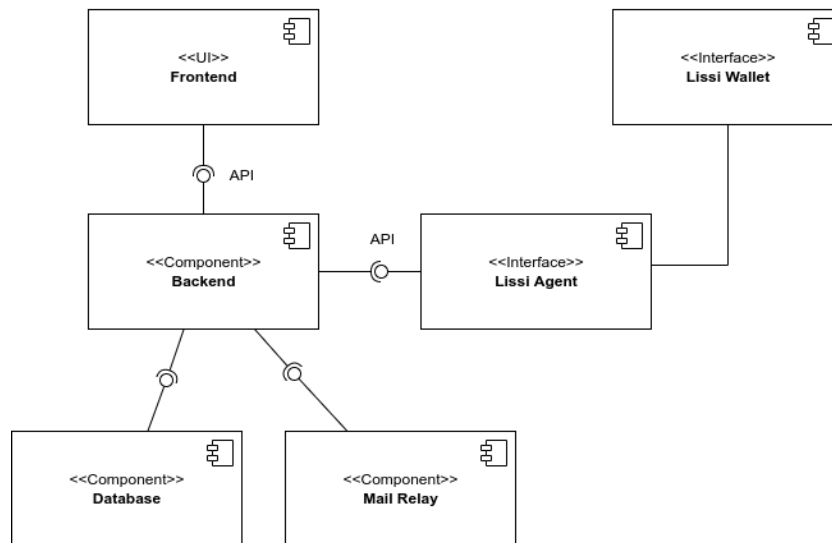 <<UI>>
Frontend
<<Interface>>
Lissi Wallet
API
API
<<Component>>
Backend
<<Interface>>
Lissi Agent
<<Component>>
Database
<<Component>>
Mail Relay